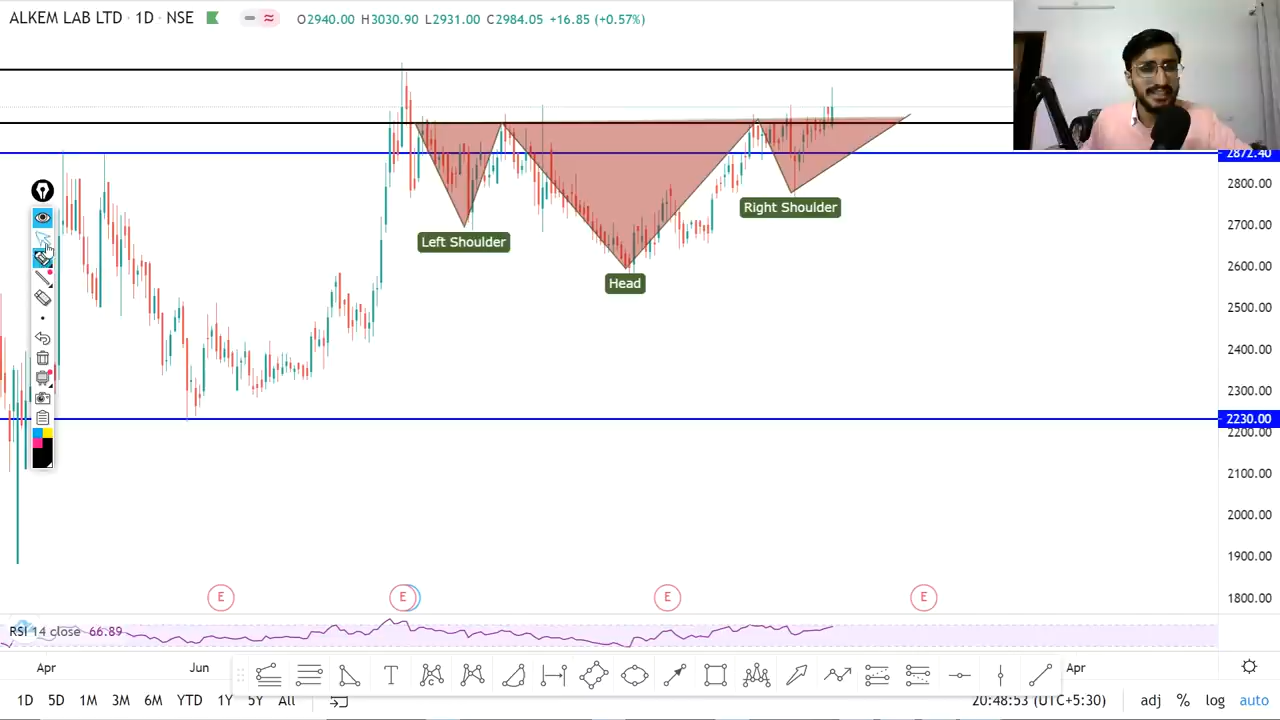 ALKEM LAB LTD · 1D · NSE O2940.00 H3030.90 L2931.00 C2984.05 +16.85 (+0.57%)
2872.40
2800.00
Right Shoulder
2700.00
Left Shoulder
2600.00
Head
2500.00
2400.00
2300.00
2230.00
2200.00
2100.00
2000.00
1900.00
E E E E
1800.00
RSI 14 close 66.89
Apr Jun Apr
1D 5D 1M 3M 6M YTD 1Y 5Y All 20:48:53 (UTC+5:30) adj % log auto